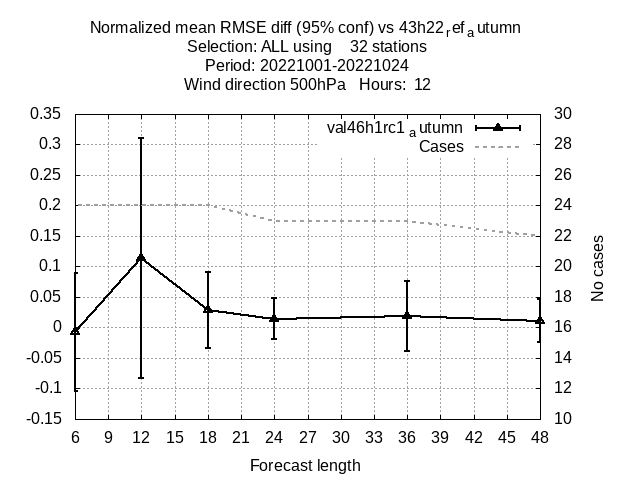 Normalized mean RMSE diff (95% conf) vs 43h22refautumn
Selection: ALL using 32 stations
Period: 20221001-20221024
Wind direction 500hPa Hours: 12
val46h1rc1autumn
Cases
0.35
0.3
0.25
0.2
0.15
0.1
0.05
0
-0.05
-0.1
-0.15
30
28
26
24
22
20
18
16
14
12
10
No cases
6 9 12 15 18 21 24 27 30 33 36 39 42 45 48
Forecast length